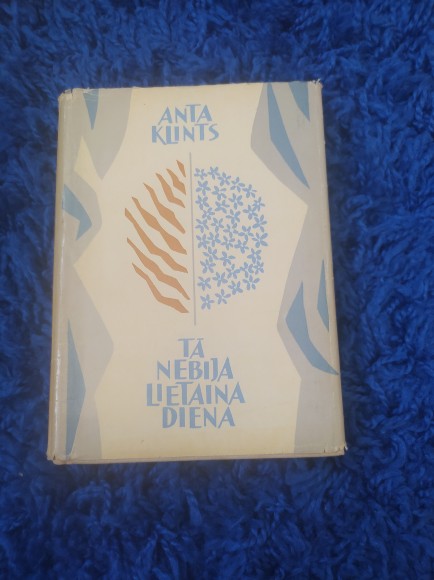 ANTA
KLINTS
TĀ
NEBIJA
LIETAINA
DIENA